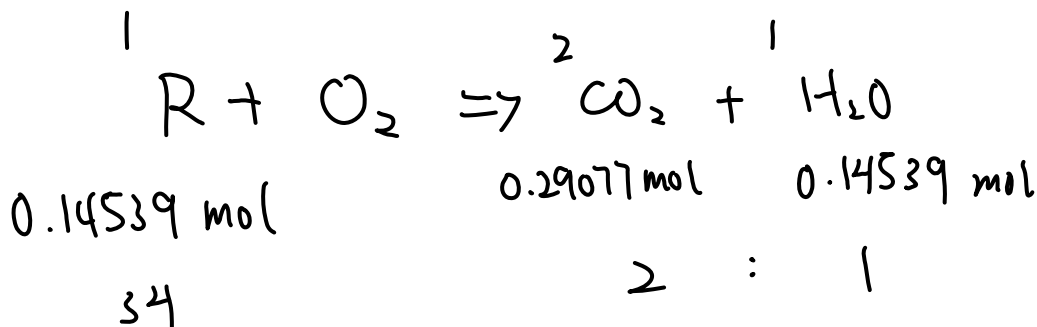 1 R + O₂ ⇒ 2 CO₂ + 1 H₂O
0.14539 mol 0.29077 mol 0.14539 mol
34 2 : 1